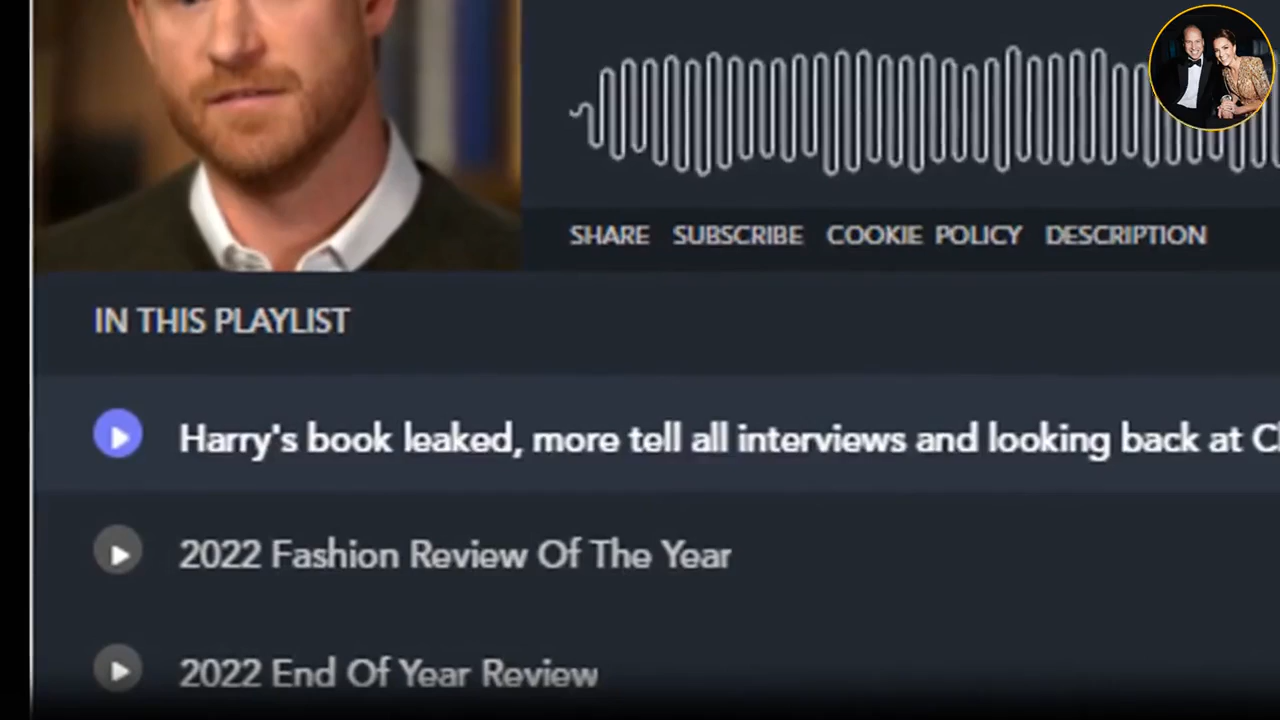 SHARE SUBSCRIBE COOKIE POLICY DESCRIPTION
IN THIS PLAYLIST
Harry's book leaked, more tell all interviews and looking back at
2022 Fashion Review Of The Year
2022 End Of Year Review